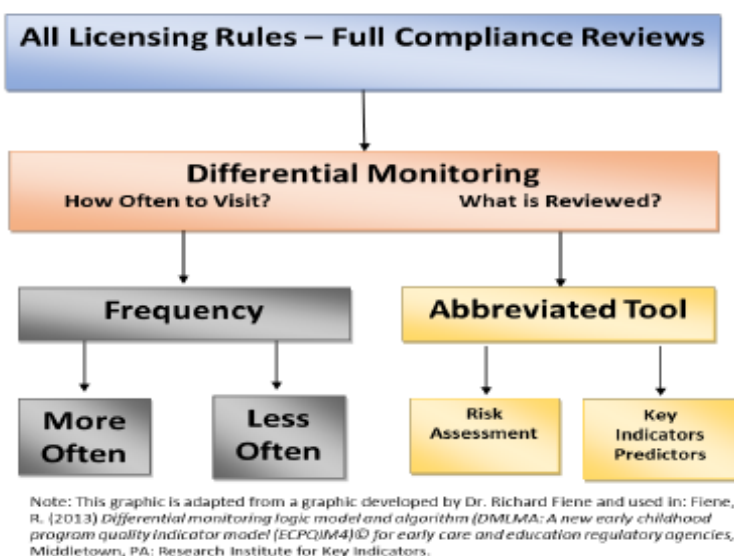 All Licensing Rules – Full Compliance Reviews
Differential Monitoring
How Often to Visit?
What is Reviewed?
Frequency
Abbreviated Tool
More
Often
Less
Often
Risk
Assessment
Key
Indicators
Predictors
Note: This graphic is adapted from a graphic developed by Dr. Richard Fiene and used in: Fiene,
R. (2013) Differential monitoring logic model and algorithm (DMLMA: A new early childhood
program quality indicator model (ECPQIM4)© for early care and education regulatory agencies,
Middletown, PA: Research Institute for Key Indicators.